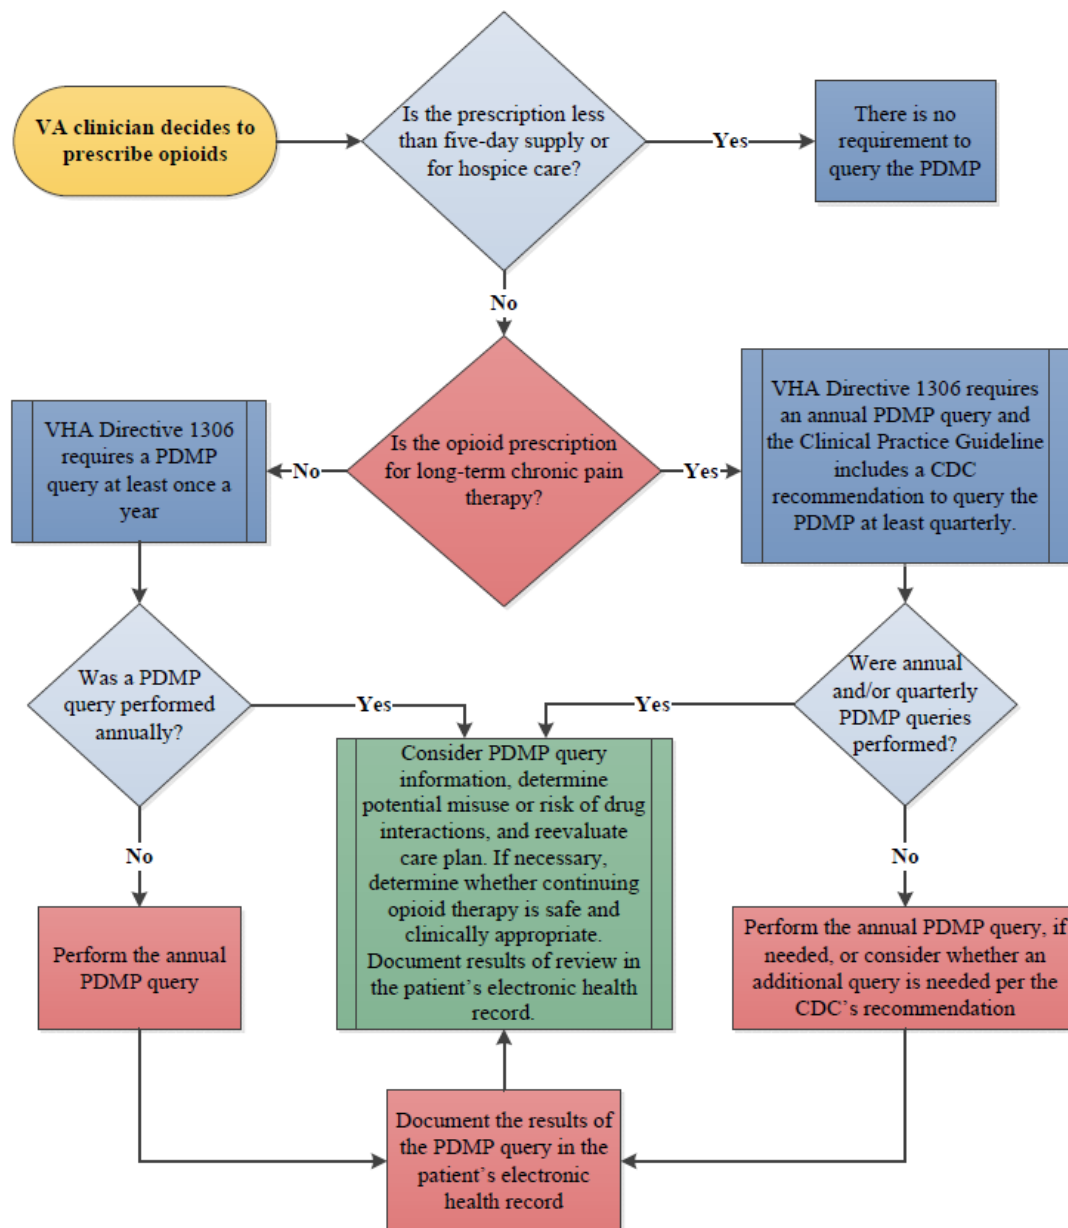 VA clinician decides to
prescribe opioids
Is the prescription less
than five-day supply or
for hospice care?
Yes
There is no
requirement to
query the PDMP
No
Is the opioid prescription
for long-term chronic pain
therapy?
No
VHA Directive 1306
requires a PDMP
query at least once a
year
Yes
VHA Directive 1306 requires
an annual PDMP query and
the Clinical Practice Guideline
includes a CDC
recommendation to query the
PDMP at least quarterly.
Was a PDMP
query performed
annually?
Yes
Were annual
and/or quarterly
PDMP queries
performed?
Yes
Consider PDMP query
information, determine
potential misuse or risk of drug
interactions, and reevaluate
care plan. If necessary,
determine whether continuing
opioid therapy is safe and
clinically appropriate.
Document results of review in
the patient's electronic health
record.
No
Perform the annual
PDMP query
No
Perform the annual PDMP query, if
needed, or consider whether an
additional query is needed per the
CDC's recommendation
Document the results of
the PDMP query in the
patient's electronic
health record